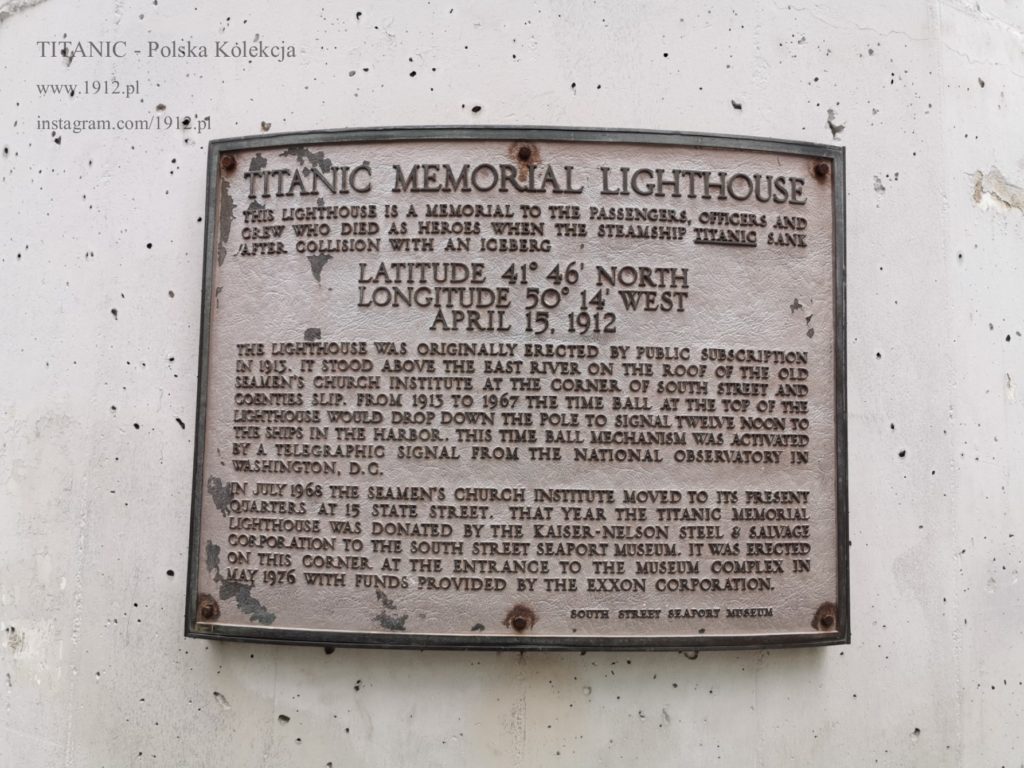 TITANIC - Polska Kolekcja
www.1912.pl
instagram.com/1912.pl
TITANIC MEMORIAL LIGHTHOUSE
THIS LIGHTHOUSE IS A MEMORIAL TO THE PASSENGERS, OFFICERS AND
CREW WHO DIED AS HEROES WHEN THE STEAMSHIP TITANIC SANK
AFTER COLLISION WITH AN ICEBERG
LATITUDE 41° 46' NORTH
LONGITUDE 50° 14' WEST
APRIL 15, 1912
THE LIGHTHOUSE WAS ORIGINALLY ERECTED BY PUBLIC SUBSCRIPTION
IN 1913. IT STOOD ABOVE THE EAST RIVER ON THE ROOF OF THE OLD
SEAMEN'S CHURCH INSTITUTE AT THE CORNER OF SOUTH STREET AND
COENTIES SLIP. FROM 1913 TO 1967 THE TIME BALL AT THE TOP OF THE
LIGHTHOUSE WOULD DROP DOWN THE POLE TO SIGNAL TWELVE NOON TO
THE SHIPS IN THE HARBOR. THIS TIME BALL MECHANISM WAS ACTIVATED
BY A TELEGRAPHIC SIGNAL FROM THE NATIONAL OBSERVATORY IN
WASHINGTON, D.C.
IN JULY 1968 THE SEAMEN'S CHURCH INSTITUTE MOVED TO ITS PRESENT
QUARTERS AT 15 STATE STREET. THAT YEAR THE TITANIC MEMORIAL
LIGHTHOUSE WAS DONATED BY THE KAISER-NELSON STEEL & SALVAGE
CORPORATION TO THE SOUTH STREET SEAPORT MUSEUM. IT WAS ERECTED
ON THIS CORNER AT THE ENTRANCE TO THE MUSEUM COMPLEX IN
MAY 1976 WITH FUNDS PROVIDED BY THE EXXON CORPORATION.
SOUTH STREET SEAPORT MUSEUM